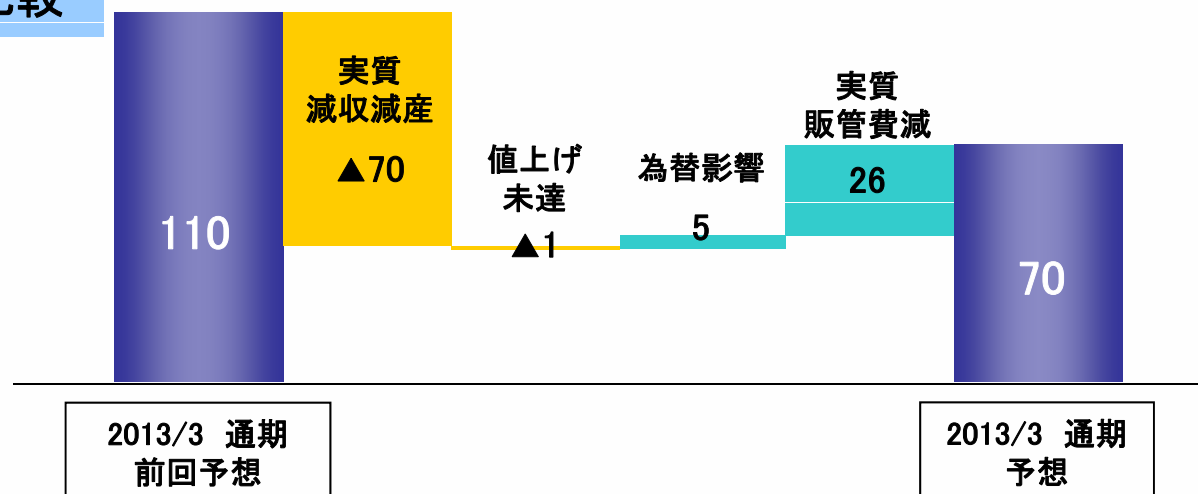 比較
実質
減収減産
▲70
値上げ
未達
▲1
為替影響
5
実質
販管費減
26
110
70
2013/3 通期
前回予想
2013/3 通期
予想